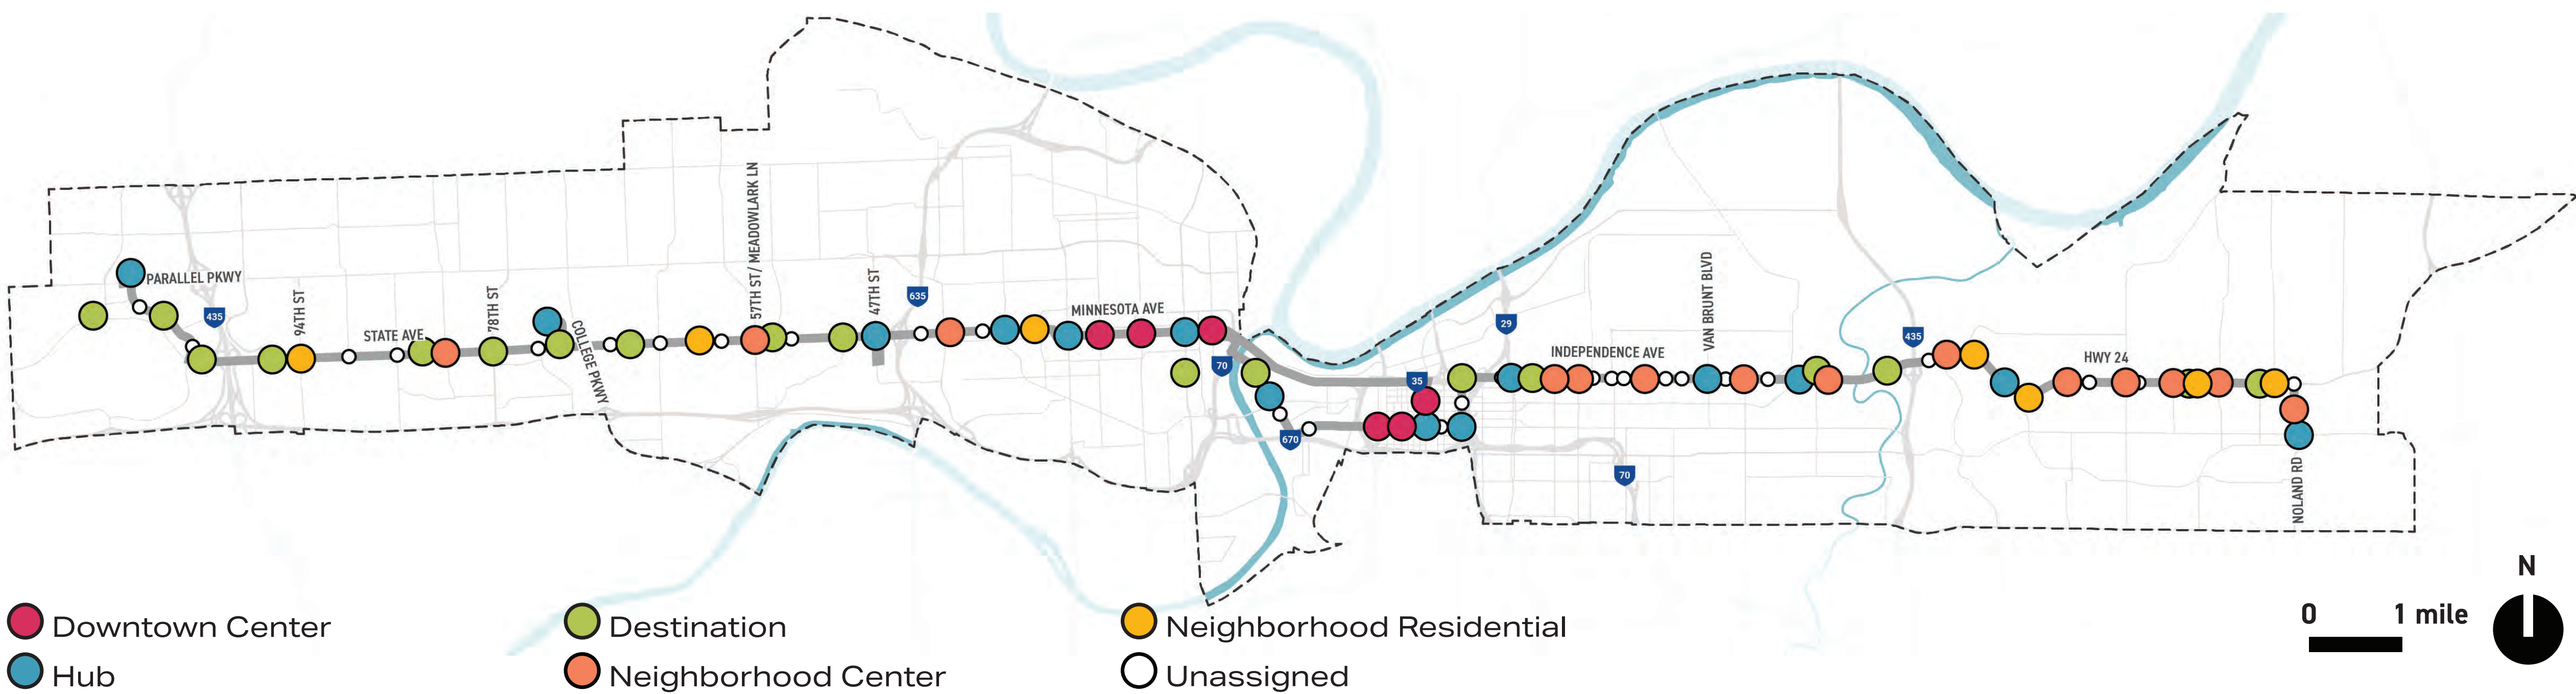 PARALLEL PKWY
435
94TH ST
STATE AVE
78TH ST
COLLEGE PKWY
57TH ST/ MEADOWLARK LN
47TH ST
635
MINNESOTA AVE
70
670
35
29
INDEPENDENCE AVE
VAN BRUNT BLVD
70
435
HWY 24
NOLAND RD
Downtown Center
Hub
Destination
Neighborhood Center
Neighborhood Residential
Unassigned
0 1 mile
N